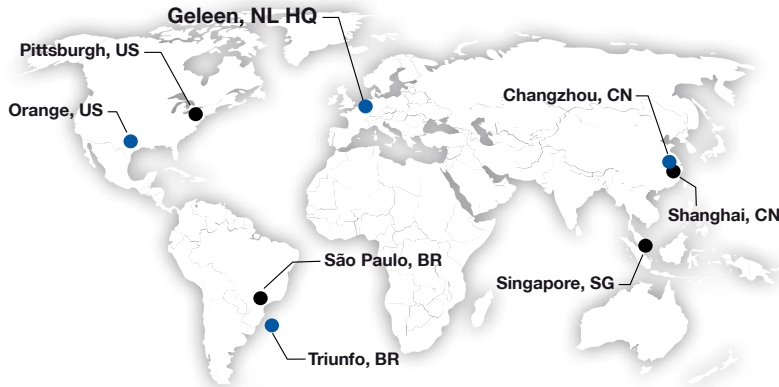 Geleen, NL HQ
Pittsburgh, US
Orange, US
Changzhou, CN
Shanghai, CN
São Paulo, BR
Singapore, SG
Triunfo, BR